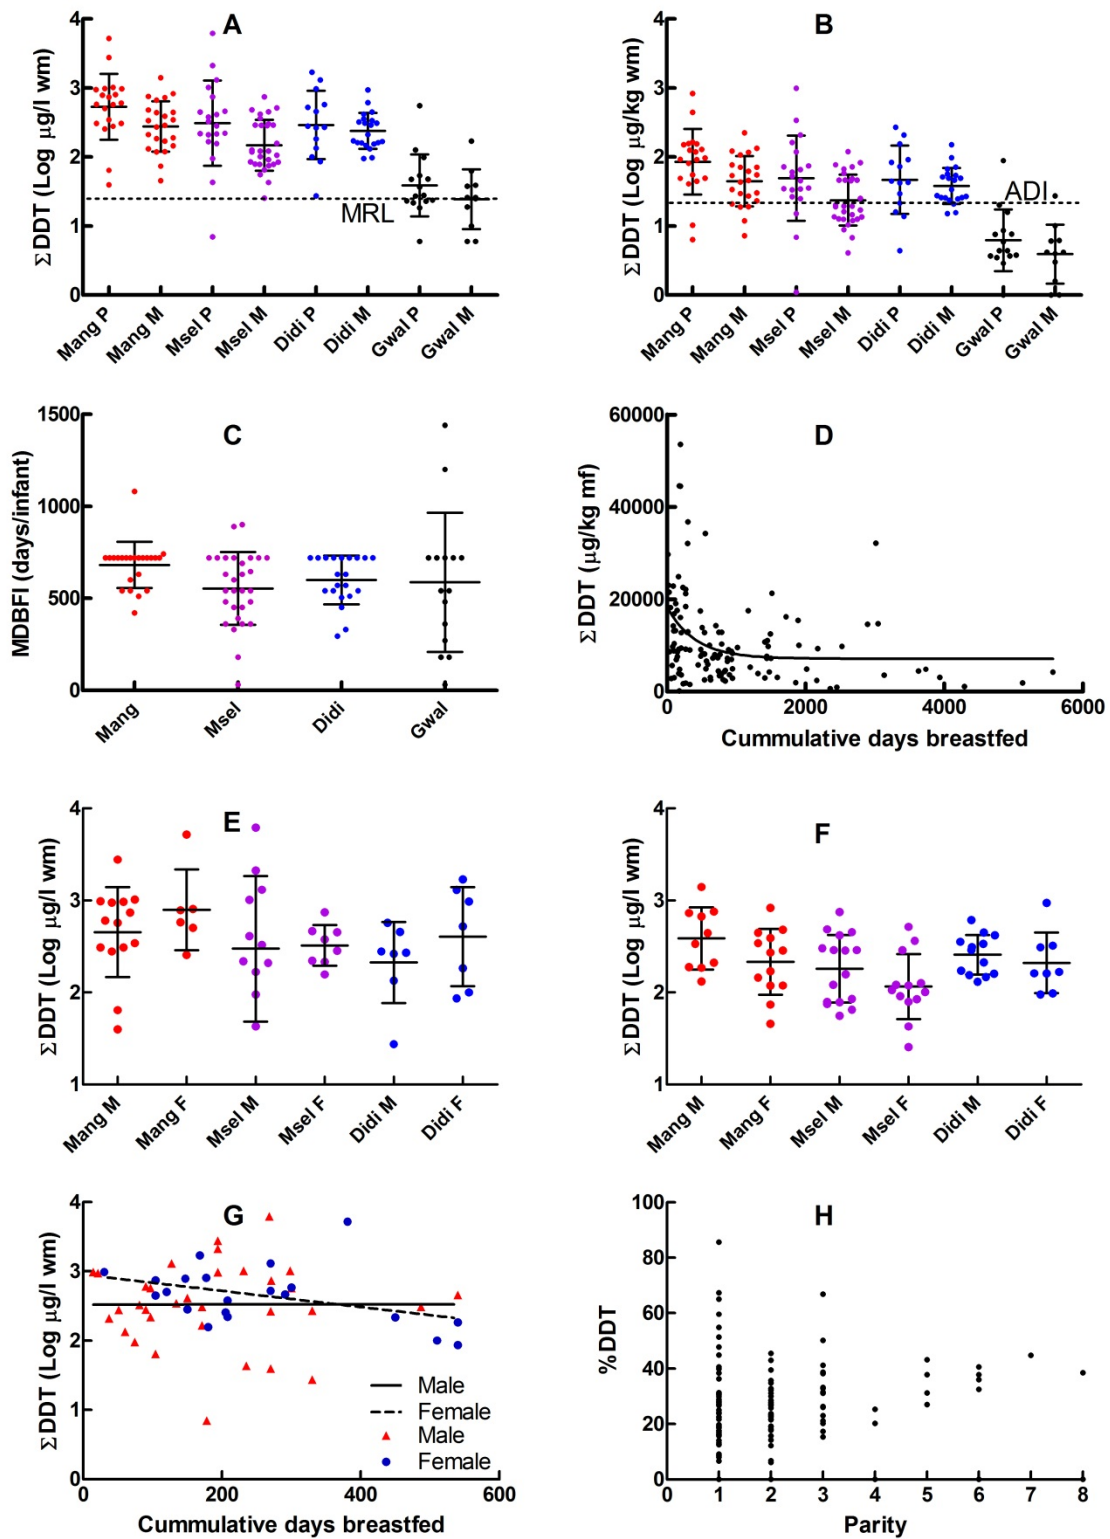 A
ΣDDT (Log µg/l wm)
4
3
2
1
0
MRL
Mang P
Mang M
Msel P
Msel M
Didi P
Didi M
Gwal P
Gwal M
B
ΣDDT (Log µg/kg wm)
4
3
2
1
0
ADI
Mang P
Mang M
Msel P
Msel M
Didi P
Didi M
Gwal P
Gwal M
C
MDBFI (days/infant)
1500
1000
500
0
Mang
Msel
Didi
Gwal
D
ΣDDT (µg/kg mf)
60000
40000
20000
0
0 2000 4000 6000
Cummulative days breastfed
E
ΣDDT (Log µg/l wm)
4
3
2
1
Mang M
Mang F
Msel M
Msel F
Didi M
Didi F
F
ΣDDT (Log µg/l wm)
4
3
2
1
Mang M
Mang F
Msel M
Msel F
Didi M
Didi F
G
ΣDDT (Log µg/l wm)
4
3
2
1
0
Male
Female
Male
Female
0 200 400 600
Cummulative days breastfed
H
%DDT
100
80
60
40
20
0
0 1 2 3 4 5 6 7 8
Parity